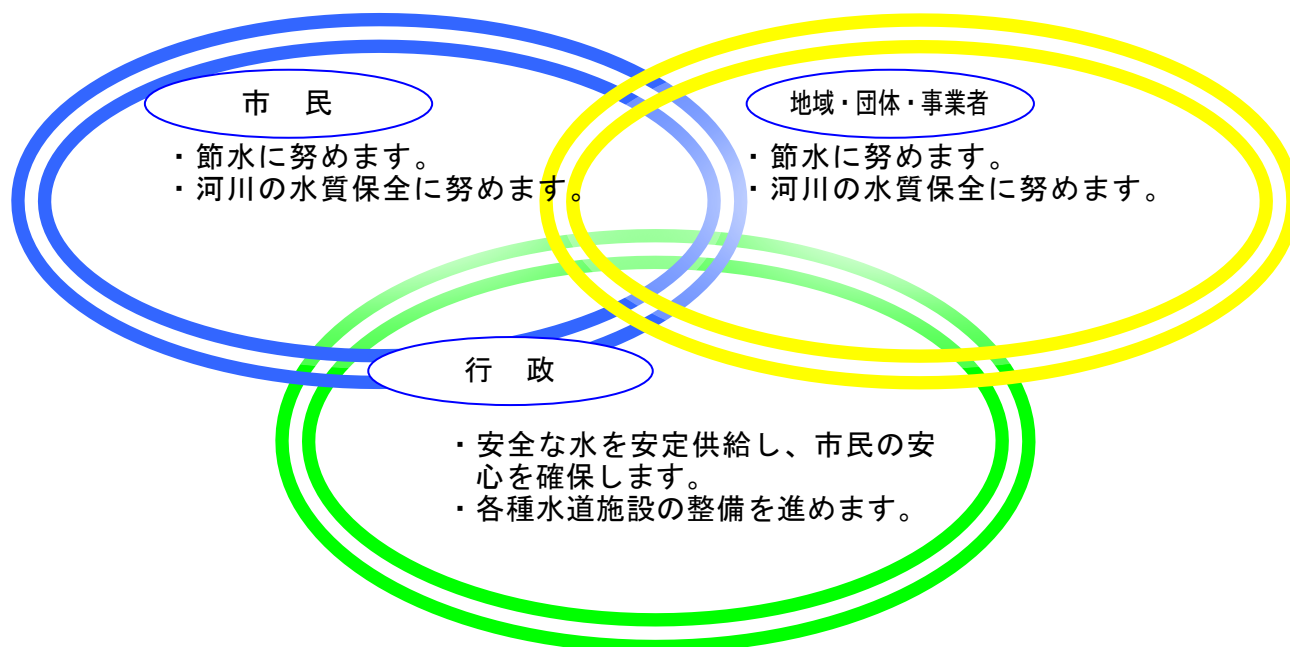 市　民
・節水に努めます。
・河川の水質保全に努めます。
地域・団体・事業者
・節水に努めます。
・河川の水質保全に努めます。
行　政
・安全な水を安定供給し、市民の安
心を確保します。
・各種水道施設の整備を進めます。